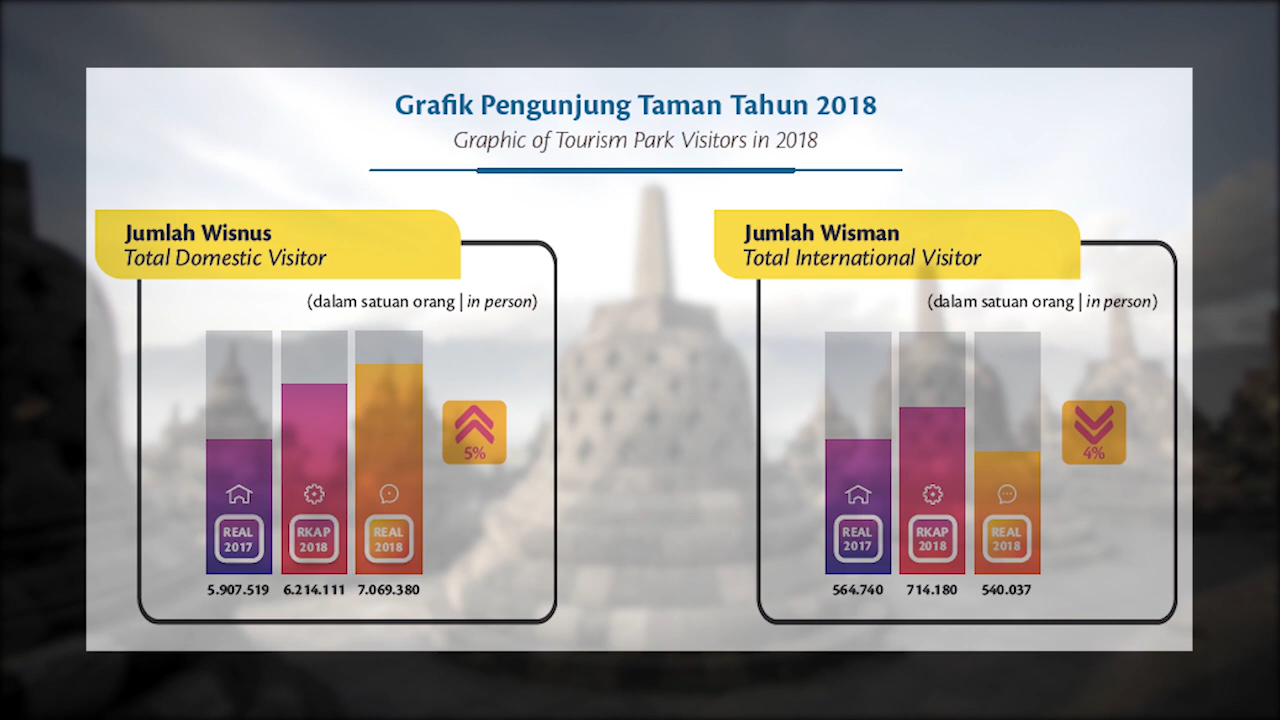 Grafik Pengunjung Taman Tahun 2018
Graphic of Tourism Park Visitors in 2018
Jumlah Wisnus
Total Domestic Visitor
(dalam satuan orang | in person)
5%
REAL
2017
RKAP
2018
REAL
2018
5.907.519 6.214.111 7.069.380
Jumlah Wisman
Total International Visitor
(dalam satuan orang | in person)
4%
REAL
2017
RKAP
2018
REAL
2018
564.740 714.180 540.037